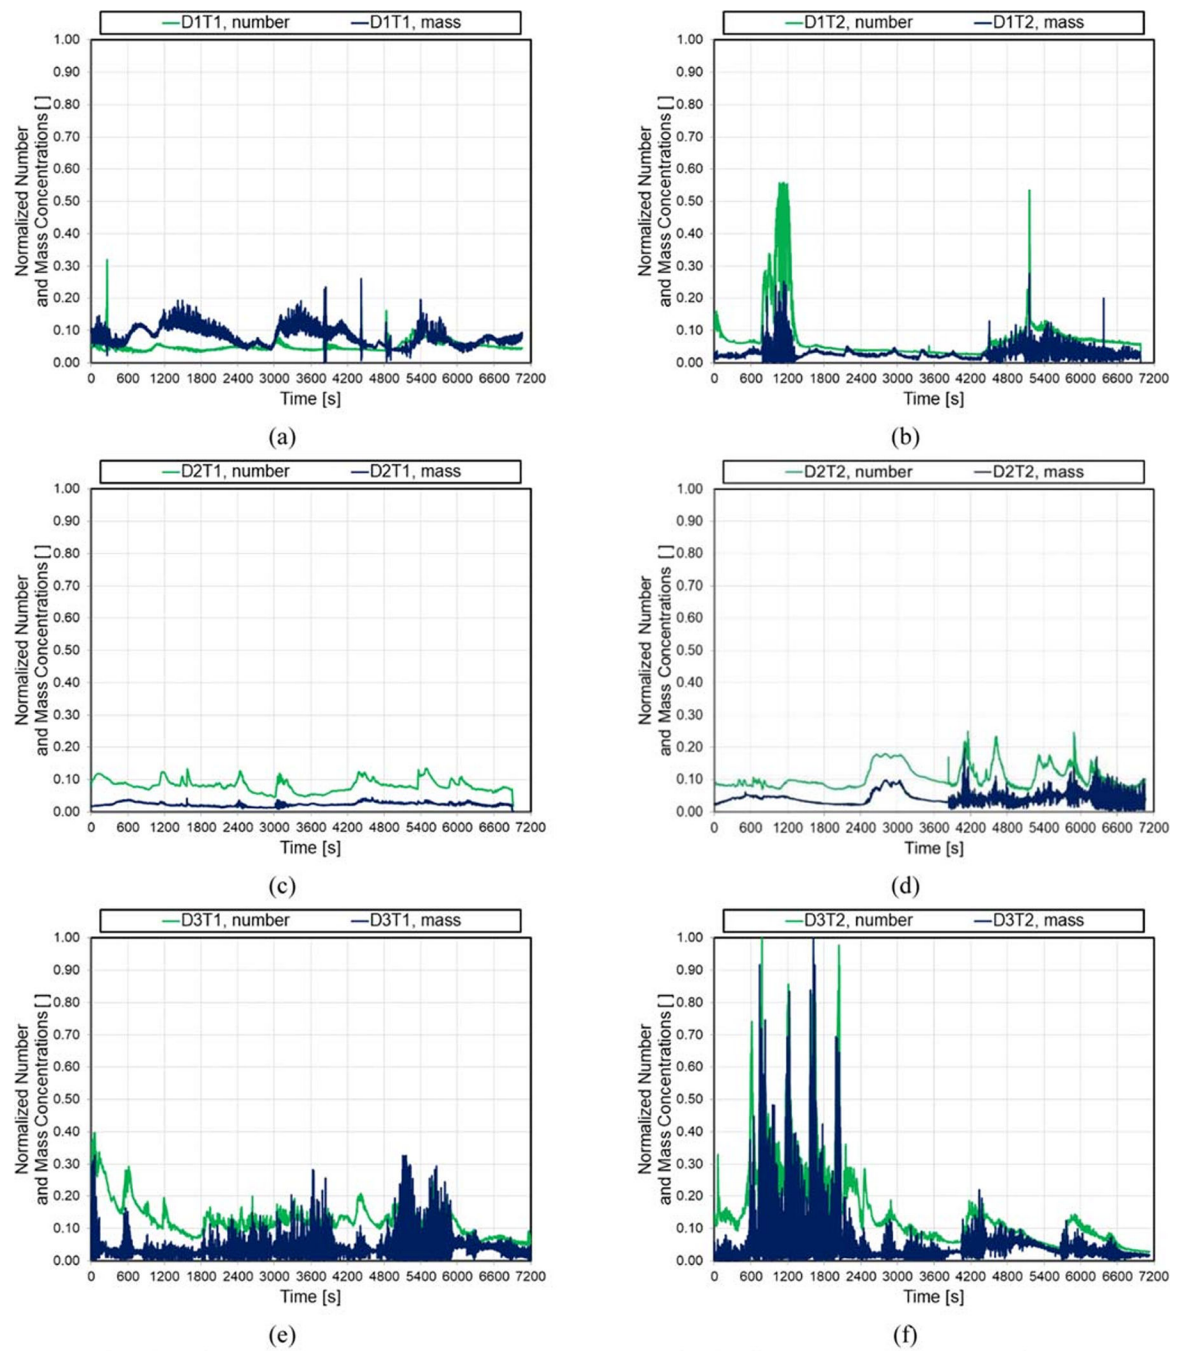 D1T1, number D1T1, mass
1.00
0.90
0.80
0.70
0.60
0.50
0.40
0.30
0.20
0.10
0.00
Normalized Number
and Mass Concentrations [ ]
0 600 1200 1800 2400 3000 3600 4200 4800 5400 6000 6600 7200
Time [s]
(a)
D1T2, number D1T2, mass
1.00
0.90
0.80
0.70
0.60
0.50
0.40
0.30
0.20
0.10
0.00
Normalized Number
and Mass Concentrations [ ]
0 600 1200 1800 2400 3000 3600 4200 4800 5400 6000 6600 7200
Time [s]
(b)
D2T1, number D2T1, mass
1.00
0.90
0.80
0.70
0.60
0.50
0.40
0.30
0.20
0.10
0.00
Normalized Number
and Mass Concentrations [ ]
0 600 1200 1800 2400 3000 3600 4200 4800 5400 6000 6600 7200
Time [s]
(c)
D2T2, number D2T2, mass
1.00
0.90
0.80
0.70
0.60
0.50
0.40
0.30
0.20
0.10
0.00
Normalized Number
and Mass Concentrations [ ]
0 600 1200 1800 2400 3000 3600 4200 4800 5400 6000 6600 7200
Time [s]
(d)
D3T1, number D3T1, mass
1.00
0.90
0.80
0.70
0.60
0.50
0.40
0.30
0.20
0.10
0.00
Normalized Number
and Mass Concentrations [ ]
0 600 1200 1800 2400 3000 3600 4200 4800 5400 6000 6600 7200
Time [s]
(e)
D3T2, number D3T2, mass
1.00
0.90
0.80
0.70
0.60
0.50
0.40
0.30
0.20
0.10
0.00
Normalized Number
and Mass Concentrations [ ]
0 600 1200 1800 2400 3000 3600 4200 4800 5400 6000 6600 7200
Time [s]
(f)